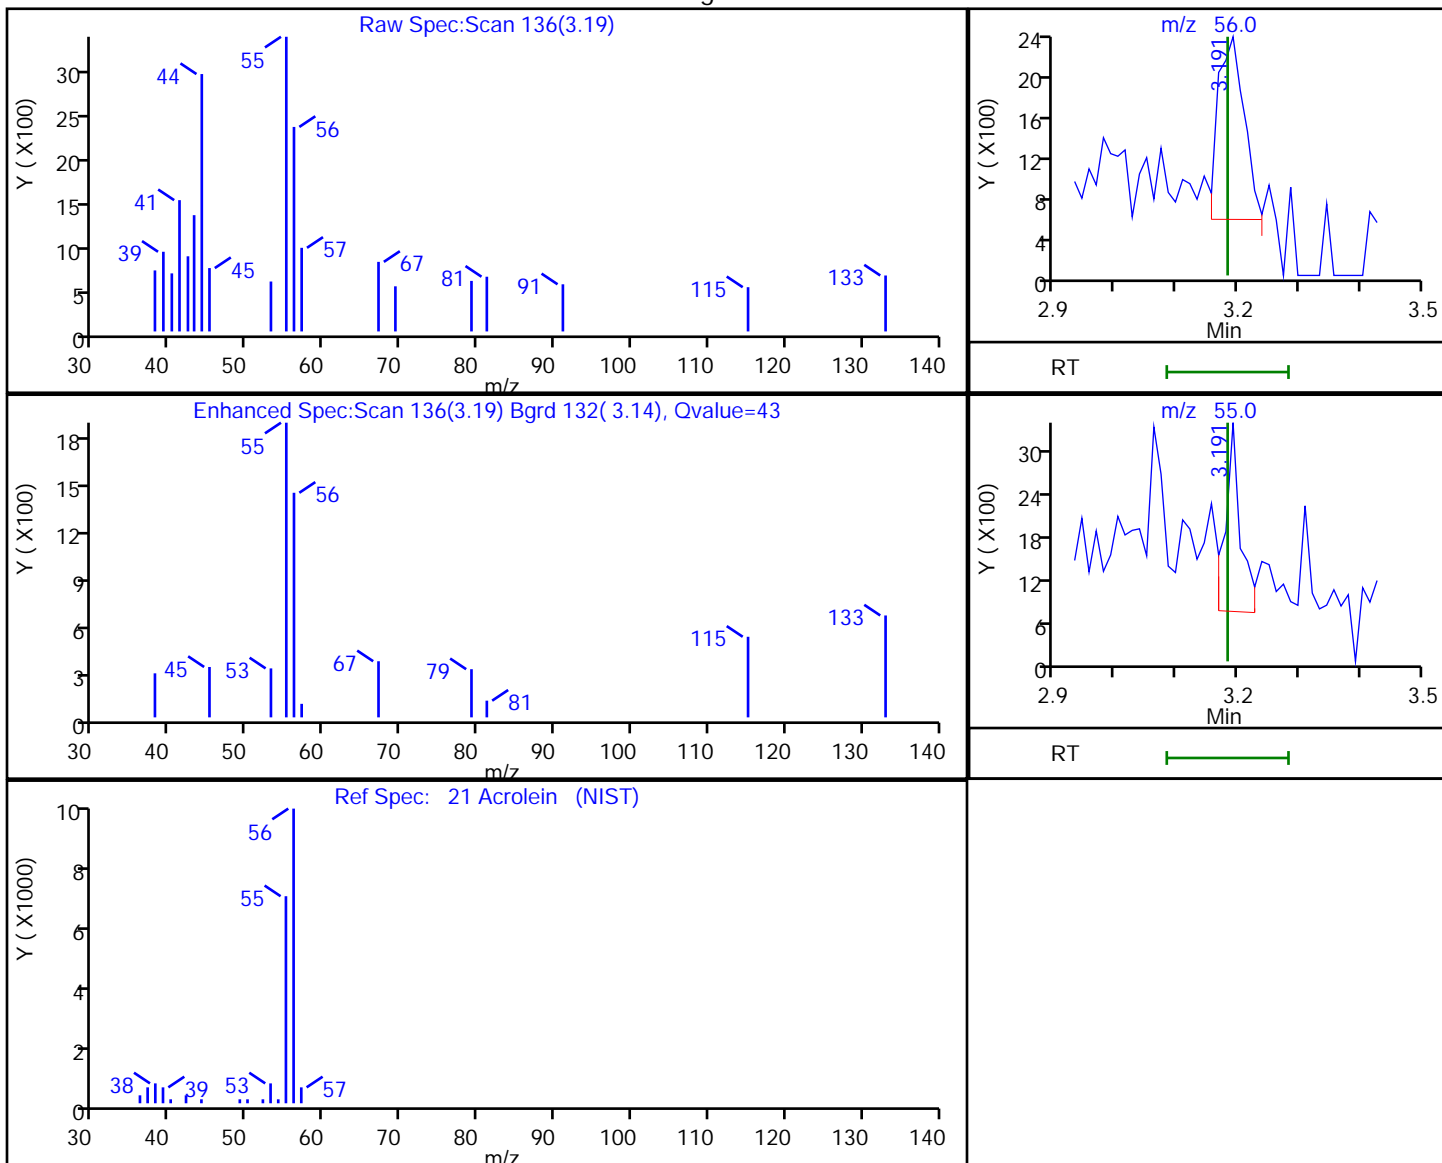 Raw Spec:Scan 136(3.19)
Y ( X100)
30
25
20
15
10
5
0
55
44
56
41
39
45
57
67
81
91
115
133
30 40 50 60 70 80 90 100 110 120 130 140
m/z
m/z 56.0
Y ( X100)
24
20
16
12
8
4
0
3.191
2.9 3.2 3.5
Min
RT
Enhanced Spec:Scan 136(3.19) Bgrd 132( 3.14), Qvalue=43
Y ( X100)
18
15
12
9
6
3
0
55
56
45
53
67
79
81
115
133
30 40 50 60 70 80 90 100 110 120 130 140
m/z
m/z 55.0
Y ( X100)
30
24
18
12
6
0
3.191
2.9 3.2 3.5
Min
RT
Ref Spec: 21 Acrolein (NIST)
Y ( X1000)
10
8
6
4
2
0
56
55
38
39
53
57
30 40 50 60 70 80 90 100 110 120 130 140
m/z